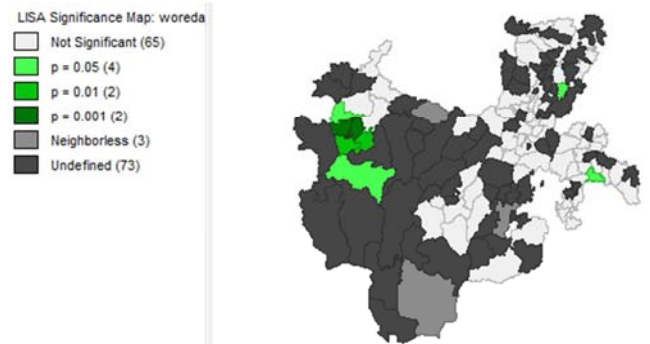 LISA Significance Map: woreda
Not Significant (65)
p = 0.05 (4)
p = 0.01 (2)
p = 0.001 (2)
Neighborless (3)
Undefined (73)